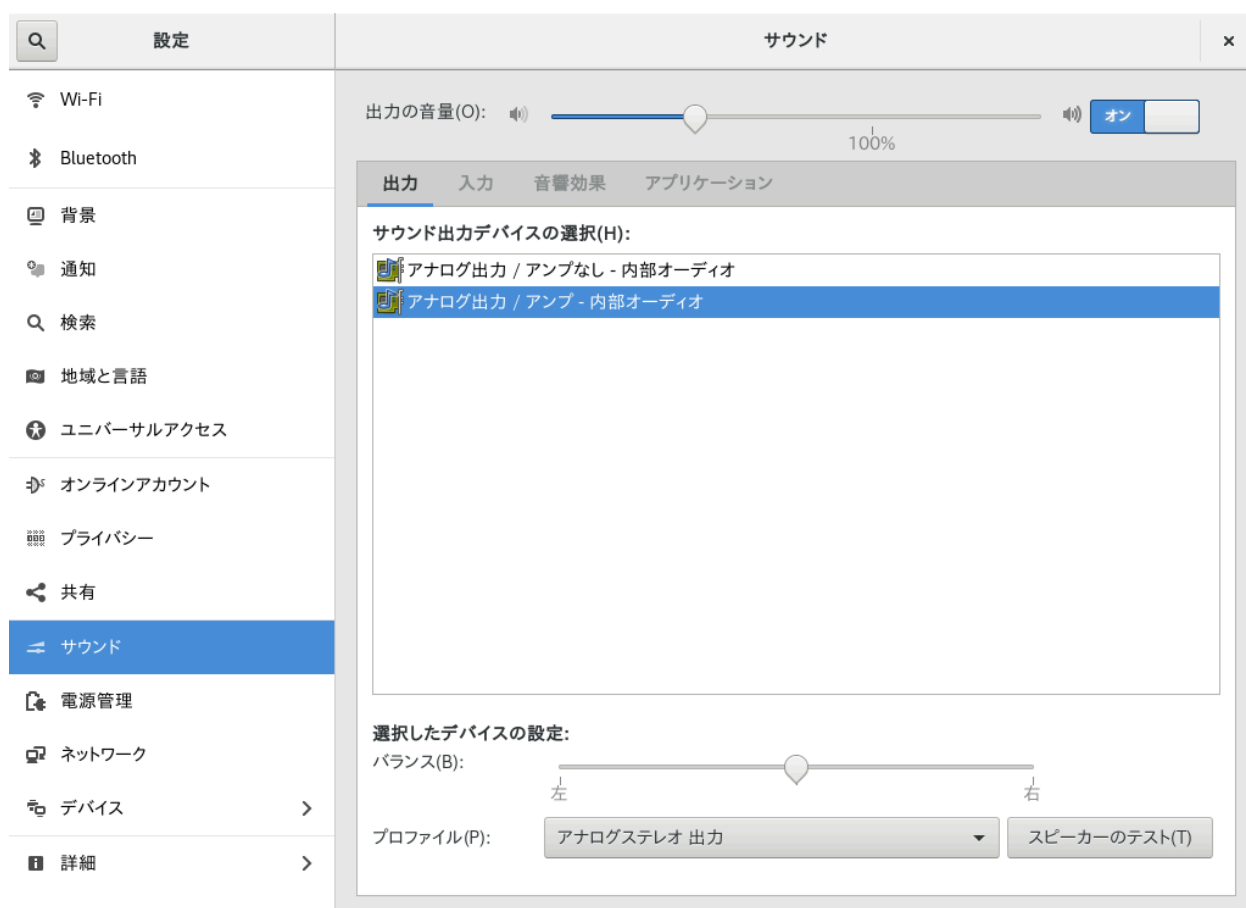 設定
サウンド
Wi-Fi
Bluetooth
背景
通知
検索
地域と言語
ユニバーサルアクセス
オンラインアカウント
プライバシー
共有
サウンド
電源管理
ネットワーク
デバイス
詳細
出力の音量(O):
オン
100%
出力 入力 音響効果 アプリケーション
サウンド出力デバイスの選択(H):
アナログ出力 / アンプなし - 内部オーディオ
アナログ出力 / アンプ - 内部オーディオ
選択したデバイスの設定:
バランス(B):
左 右
プロファイル(P): アナログステレオ 出力 スピーカーのテスト(T)